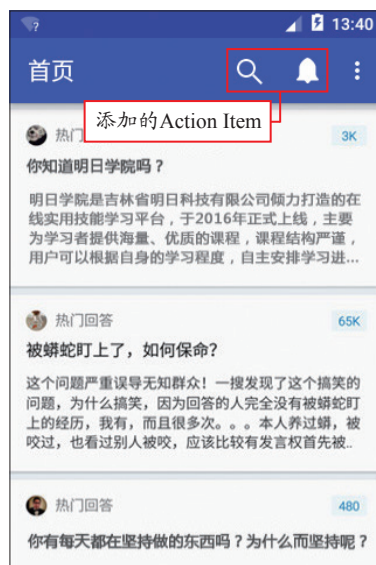 13:40
首页
添加的Action Item
热门
3K
你知道明日学院吗？
明日学院是吉林省明日科技有限公司倾力打造的在
线实用技能学习平台，于2016年正式上线，主要
为学习者提供海量、优质的课程，课程结构严谨，
用户可以根据自身的学习程度，自主安排学习进...
热门回答
65K
被蟒蛇盯上了，如何保命？
这个问题严重误导无知群众！一搜发现了这个搞笑的
问题，为什么搞笑，因为回答的人完全没有被蟒蛇盯
上的经历，我有，而且很多次。。。本人养过蟒，被
咬过，也看过别人被咬，应该比较有发言权首先被..
热门回答
480
你有每天都在坚持做的东西吗？为什么而坚持呢？